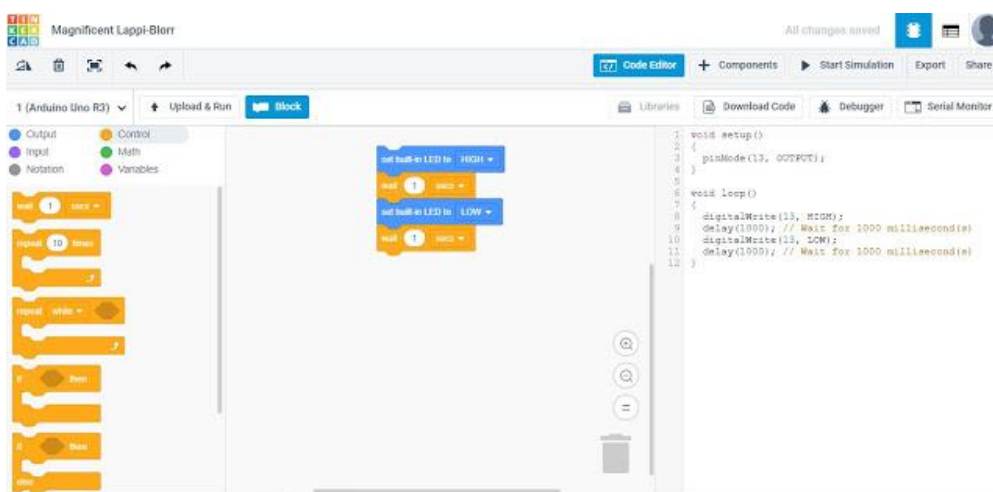 TIN
KER
CAD
Magnificent Lappi-Blorr
All changes saved
Code Editor
Components
Start Simulation
Export
Share
1 (Arduino Uno R3)
Upload & Run
Block
Libraries
Download Code
Debugger
Serial Monitor
Output
Control
Input
Math
Notation
Variables
wait 1 secs
repeat 10 times
repeat while
if then
if then
else
set built-in LED to HIGH
wait 1 secs
set built-in LED to LOW
wait 1 secs
1 void setup()
2 {
3 pinMode(13, OUTPUT);
4 }
5
6 void loop()
7 {
8 digitalWrite(13, HIGH);
9 delay(1000); // Wait for 1000 millisecond(s)
10 digitalWrite(13, LOW);
11 delay(1000); // Wait for 1000 millisecond(s)
12 }